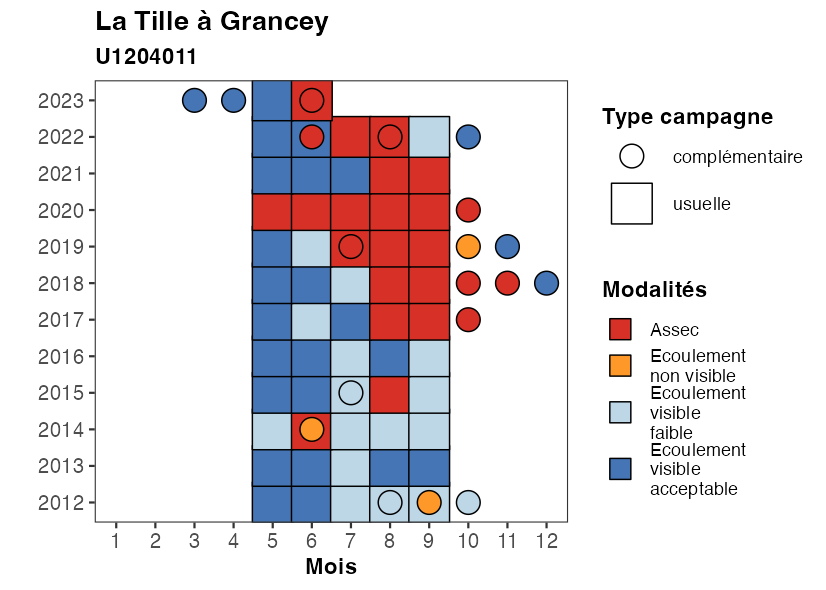 La Tille à Grancey
U1204011
2023
2022
2021
2020
2019
2018
2017
2016
2015
2014
2013
2012
1 2 3 4 5 6 7 8 9 10 11 12
Mois
Type campagne
complémentaire
usuelle
Modalités
Assec
Ecoulement
non visible
Ecoulement
visible
faible
Ecoulement
visible
acceptable